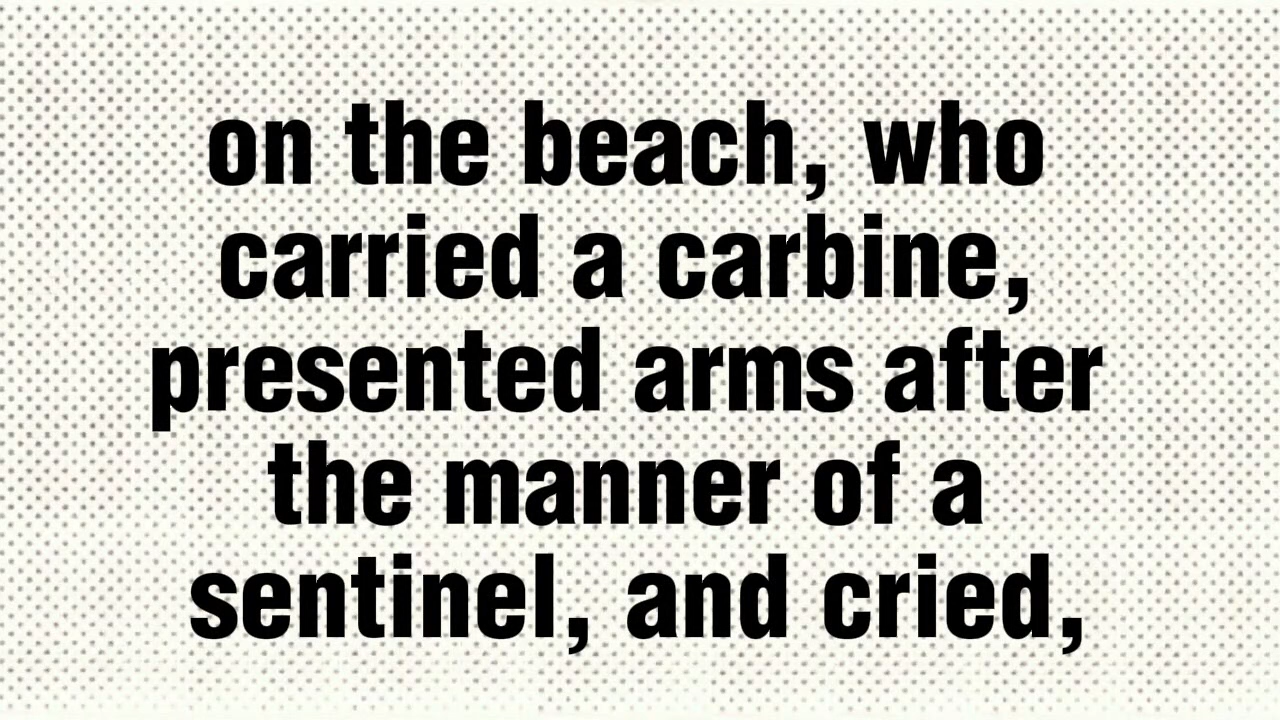 on the beach, who
carried a carbine,
presented arms after
the manner of a
sentinel, and cried,